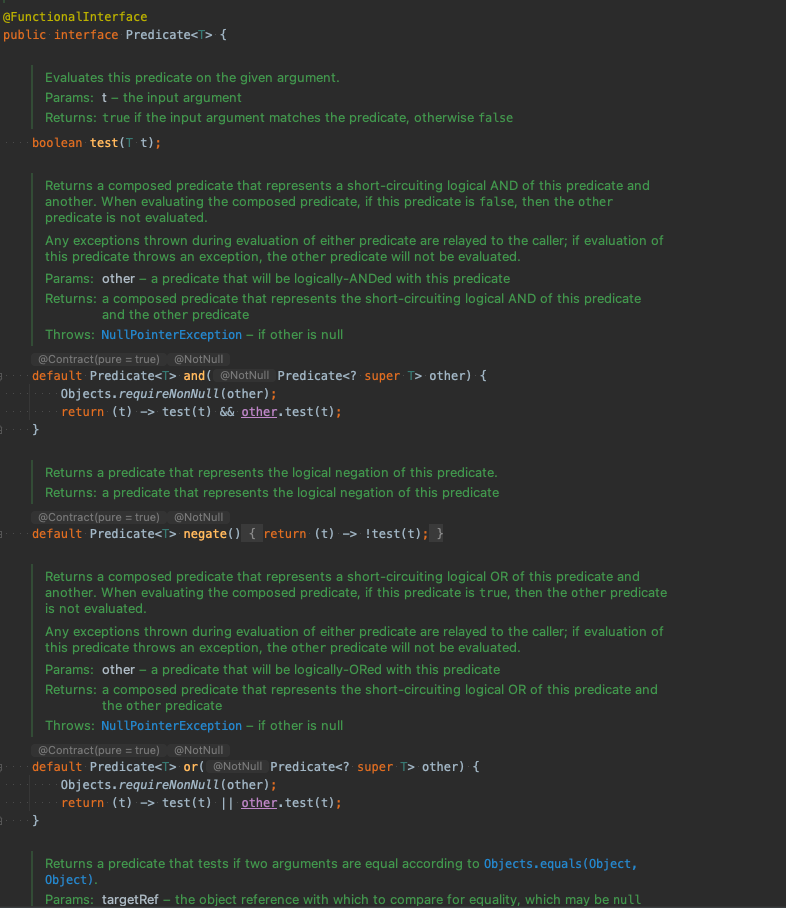 @FunctionalInterface
public interface Predicate<T> {
Evaluates this predicate on the given argument.
Params: t – the input argument
Returns: true if the input argument matches the predicate, otherwise false
boolean test(T t);
Returns a composed predicate that represents a short-circuiting logical AND of this predicate and
another. When evaluating the composed predicate, if this predicate is false, then the other
predicate is not evaluated.
Any exceptions thrown during evaluation of either predicate are relayed to the caller; if evaluation of
this predicate throws an exception, the other predicate will not be evaluated.
Params: other – a predicate that will be logically-ANDed with this predicate
Returns: a composed predicate that represents the short-circuiting logical AND of this predicate
and the other predicate
Throws: NullPointerException – if other is null
@Contract(pure = true) @NotNull
default Predicate<T> and( @NotNull Predicate<? super T> other) {
Objects.requireNonNull(other);
return (t) -> test(t) && other.test(t);
}
Returns a predicate that represents the logical negation of this predicate.
Returns: a predicate that represents the logical negation of this predicate
@Contract(pure = true) @NotNull
default Predicate<T> negate() { return (t) -> !test(t); }
Returns a composed predicate that represents a short-circuiting logical OR of this predicate and
another. When evaluating the composed predicate, if this predicate is true, then the other predicate
is not evaluated.
Any exceptions thrown during evaluation of either predicate are relayed to the caller; if evaluation of
this predicate throws an exception, the other predicate will not be evaluated.
Params: other – a predicate that will be logically-ORed with this predicate
Returns: a composed predicate that represents the short-circuiting logical OR of this predicate and
the other predicate
Throws: NullPointerException – if other is null
@Contract(pure = true) @NotNull
default Predicate<T> or( @NotNull Predicate<? super T> other) {
Objects.requireNonNull(other);
return (t) -> test(t) || other.test(t);
}
Returns a predicate that tests if two arguments are equal according to Objects.equals(Object,
Object).
Params: targetRef – the object reference with which to compare for equality, which may be null